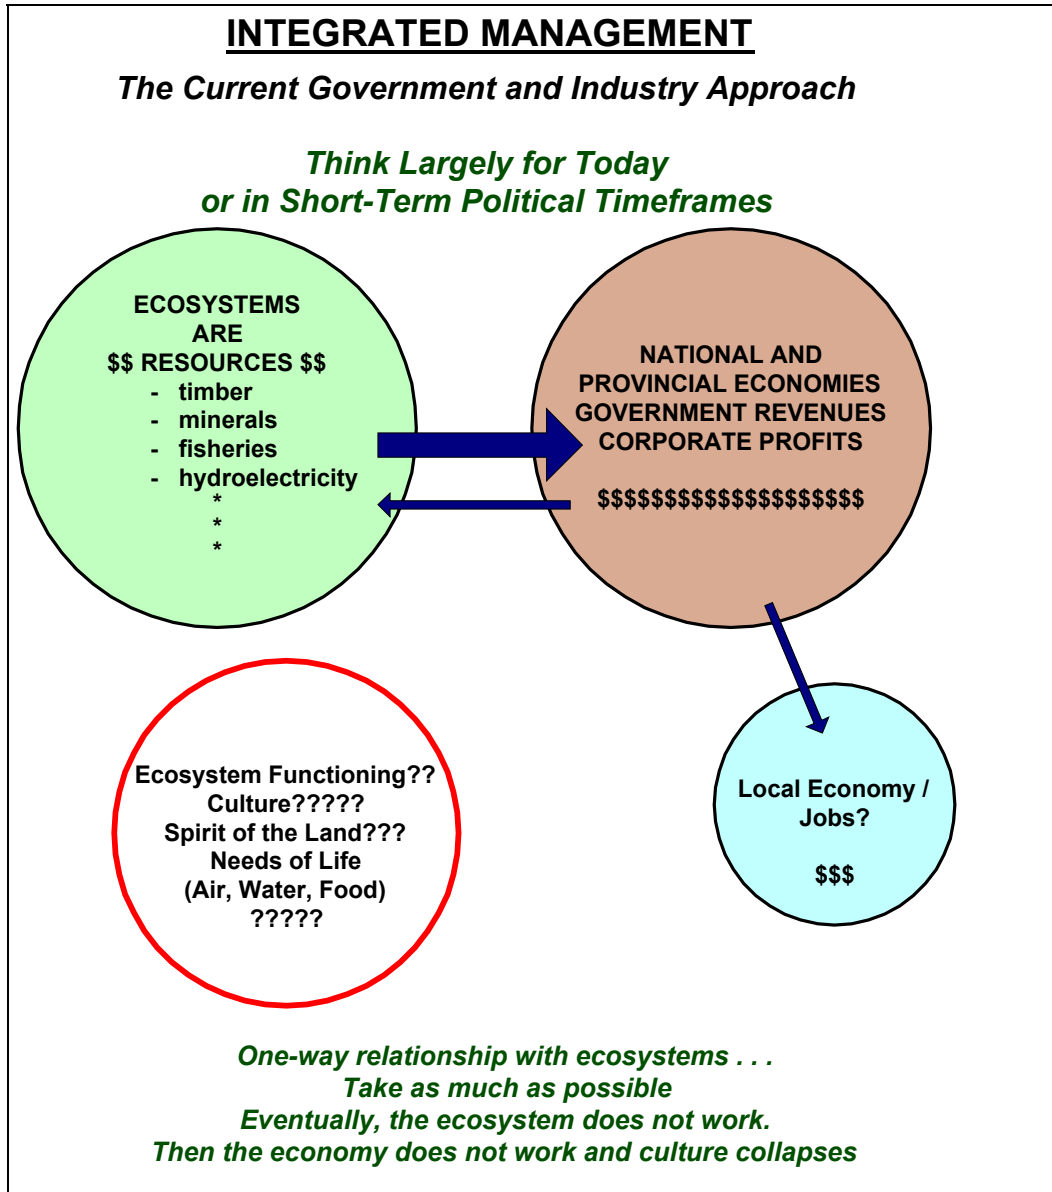 INTEGRATED MANAGEMENT
The Current Government and Industry Approach
Think Largely for Today
or in Short-Term Political Timeframes
ECOSYSTEMS
ARE
$$ RESOURCES $$
- timber
- minerals
- fisheries
- hydroelectricity
*
*
*
NATIONAL AND
PROVINCIAL ECONOMIES
GOVERNMENT REVENUES
CORPORATE PROFITS
$$$$$$$$$$$$$$$$$$$$
Ecosystem Functioning??
Culture?????
Spirit of the Land???
Needs of Life
(Air, Water, Food)
?????
Local Economy /
Jobs?
$$$
One-way relationship with ecosystems . . .
Take as much as possible
Eventually, the ecosystem does not work.
Then the economy does not work and culture collapses